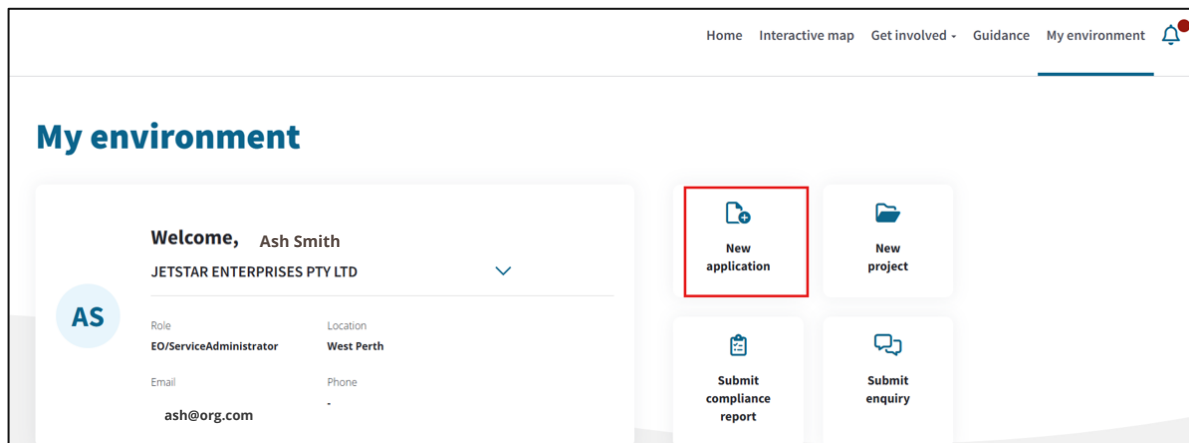 Home Interactive map Get involved Guidance My environment
My environment
Welcome, Ash Smith
JETSTAR ENTERPRISES PTY LTD
AS
Role Location
EO/ServiceAdministrator West Perth
Email Phone
ash@org.com -
New
application
New
project
Submit
compliance
report
Submit
enquiry